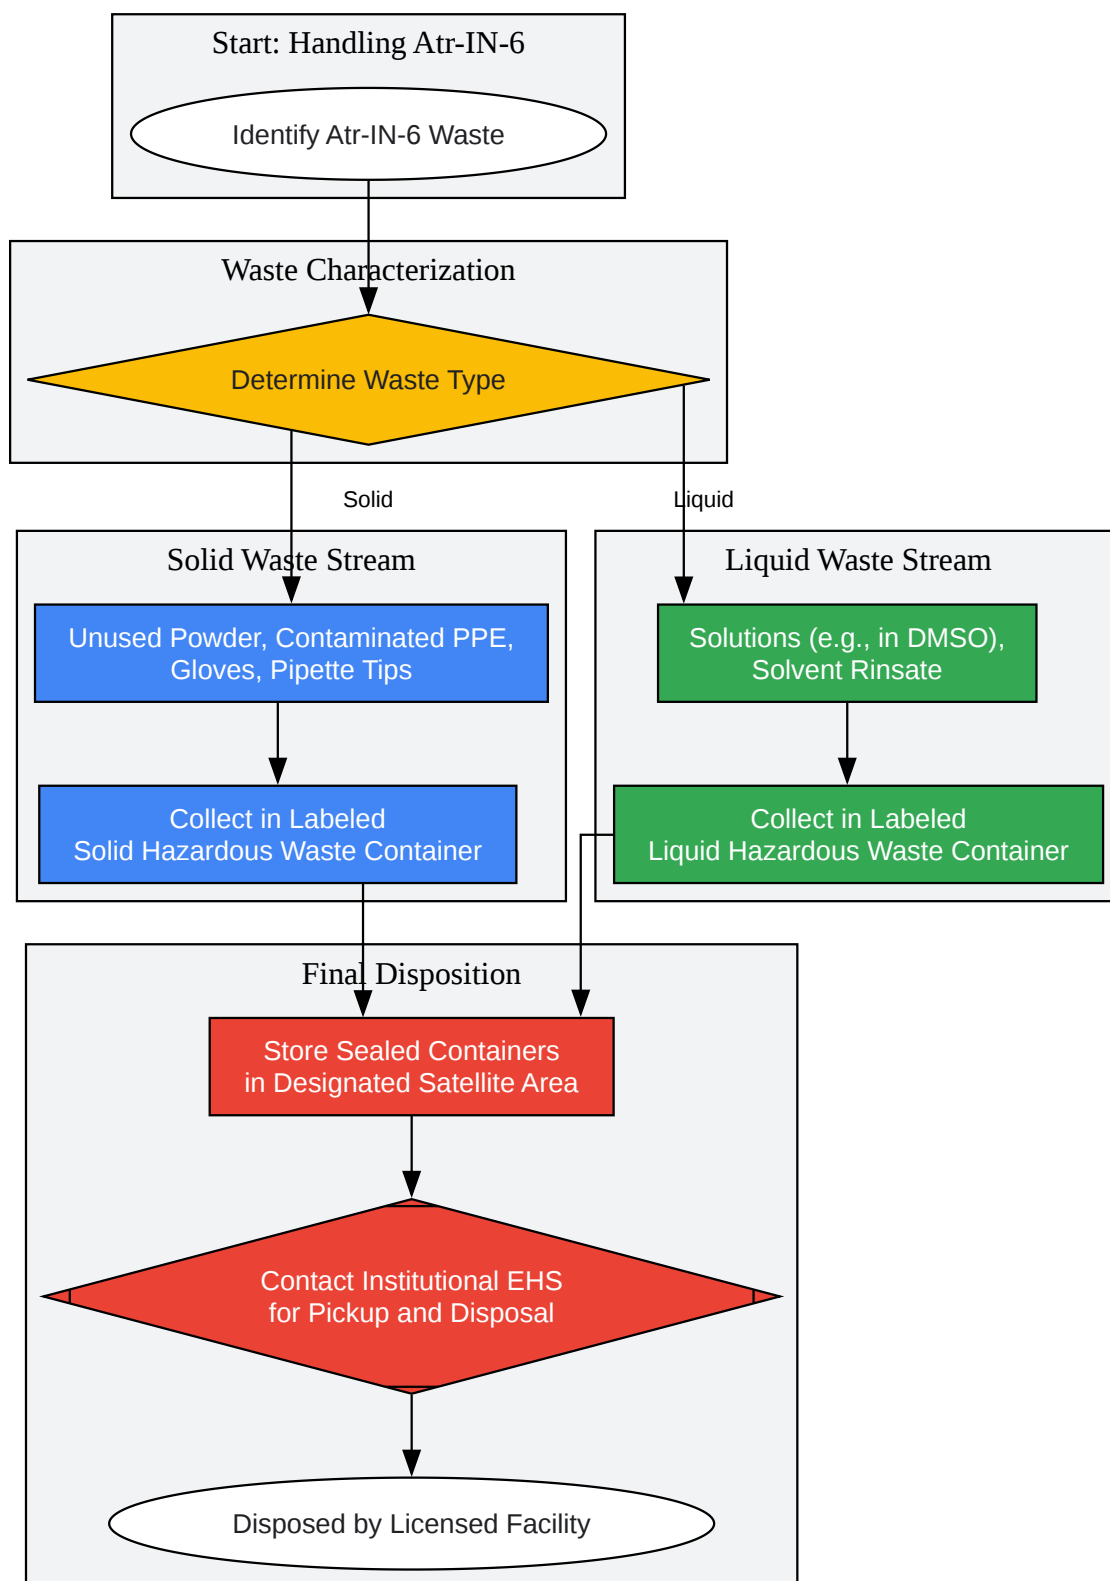 Start: Handling Atr-IN-6
Identify Atr-IN-6 Waste
Waste Characterization
Determine Waste Type
Solid
Liquid
Solid Waste Stream
Unused Powder, Contaminated PPE,
Gloves, Pipette Tips
Collect in Labeled
Solid Hazardous Waste Container
Liquid Waste Stream
Solutions (e.g., in DMSO),
Solvent Rinsate
Collect in Labeled
Liquid Hazardous Waste Container
Final Disposition
Store Sealed Containers
in Designated Satellite Area
Contact Institutional EHS
for Pickup and Disposal
Disposed by Licensed Facility